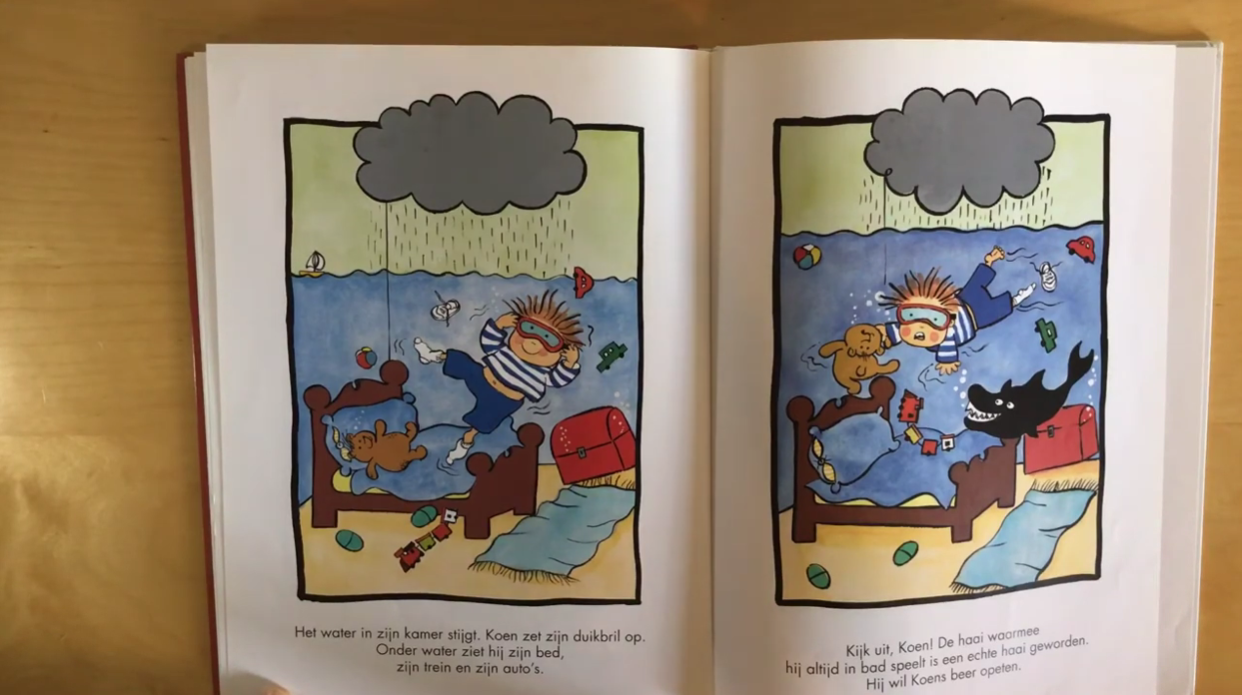 Het water in zijn kamer stijgt. Koen zet zijn duikbril op.
Onder water ziet hij zijn bed,
zijn trein en zijn auto's.
Kijk uit, Koen! De haai waarmee
hij altijd in bad speelt is een echte haai geworden.
Hij wil Koens beer opeten.